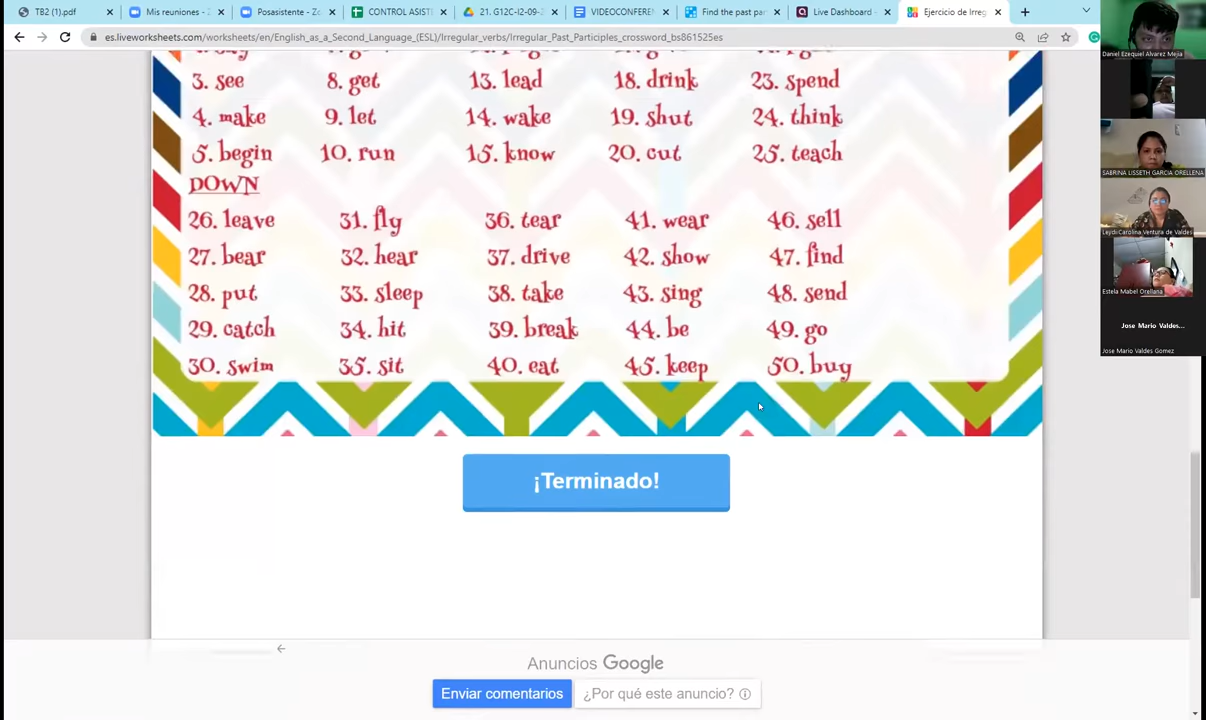 TB2 (1).pdf
Mis reuniones - Z
Posasistente - Zo
CONTROL ASIST
21. G12C-I2-09-2
VIDEOCONFEREN
Find the past par
Live Dashboard -
Ejercicio de Irreg
es.liveworksheets.com/worksheets/en/English_as_a_Second_Language_(ESL)/Irregular_verbs/Irregular_Past_Participles_crossword_bs861525es
3. see 8. get 13. lead 18. drink 23. spend
4. make 9. let 14. wake 19. shut 24. think
5. begin 10. run 15. know 20. cut 25. teach
DOWN
26. leave 31. fly 36. tear 41. wear 46. sell
27. bear 32. hear 37. drive 42. show 47. find
28. put 33. sleep 38. take 43. sing 48. send
29. catch 34. hit 39. break 44. be 49. go
30. swim 35. sit 40. eat 45. keep 50. buy
¡Terminado!
Anuncios Google
Enviar comentarios
¿Por qué este anuncio?
Daniel Ezequiel Alvarez Mejia
SABRINA LISSETH GARCIA ORELLENA
Leydi Carolina Ventura de Valdes
Estela Mabel Orellana
Jose Mario Valdes...
Jose Mario Valdes Gomez